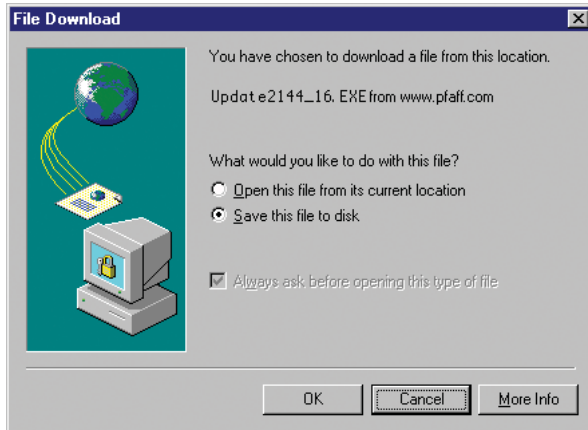 File Download
You have chosen to download a file from this location.
Update2144_16.EXE from www.pfaff.com
What would you like to do with this file?
Open this file from its current location
Save this file to disk
Always ask before opening this type of file
OK Cancel More Info